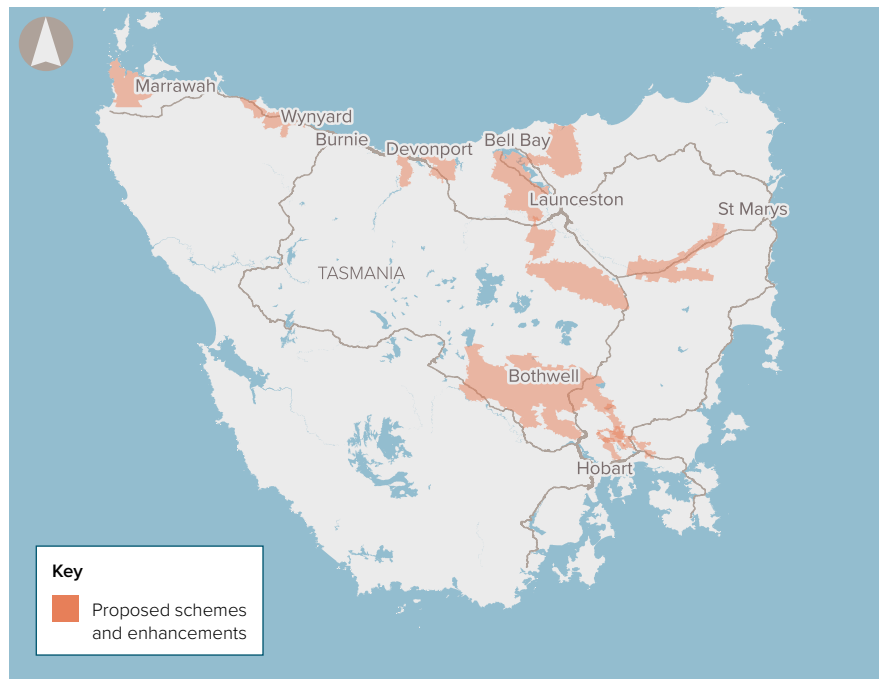 Marrawah
Wynyard
Burnie
Devonport
Bell Bay
Launceston
St Marys
TASMANIA
Bothwell
Hobart
Key
Proposed schemes
and enhancements